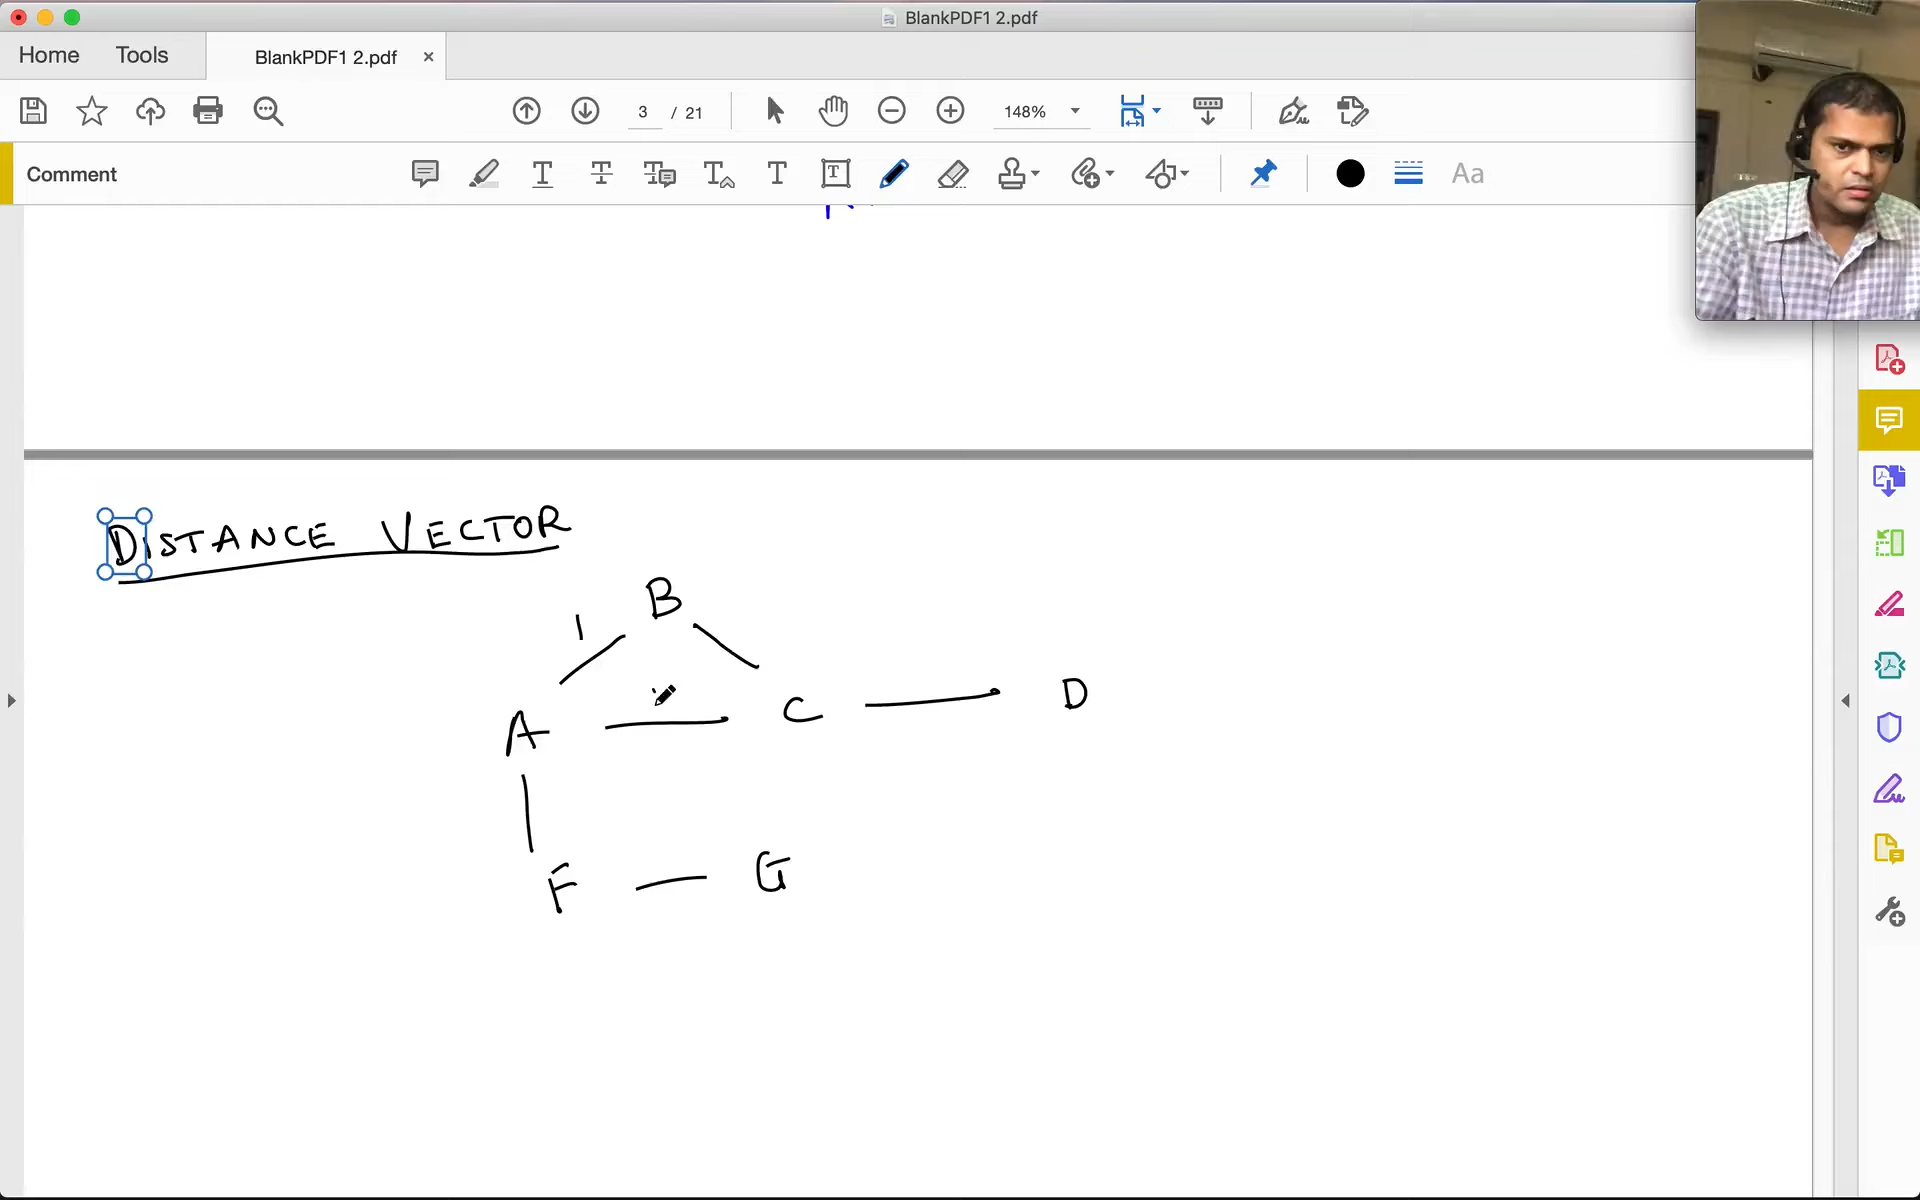 BlankPDF1 2.pdf
Home Tools BlankPDF1 2.pdf ×
3 / 21 148%
Comment T T T T T T Aa
DISTANCE VECTOR
B
1
A C D
F G